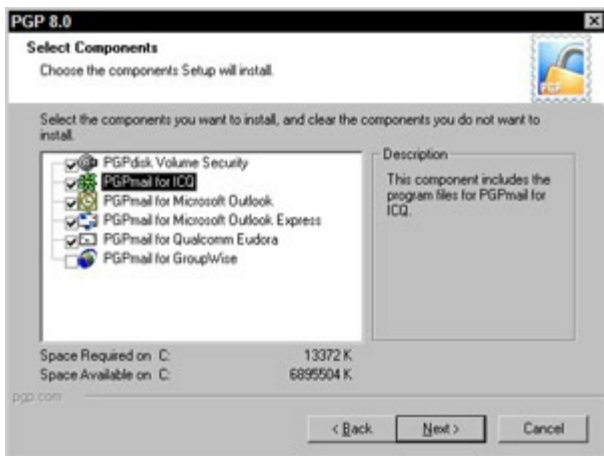 PGP 8.0
Select Components
Choose the components Setup will install.
PGP
Select the components you want to install, and clear the components you do not want to
install.
PGPdisk Volume Security
PGPmail for ICQ
PGPmail for Microsoft Outlook
PGPmail for Microsoft Outlook Express
PGPmail for Qualcomm Eudora
PGPmail for GroupWise
Description
This component includes the
program files for PGPmail for
ICQ.
Space Required on C: 13372 K
Space Available on C: 6895504 K
pgp.com
< Back
Next >
Cancel